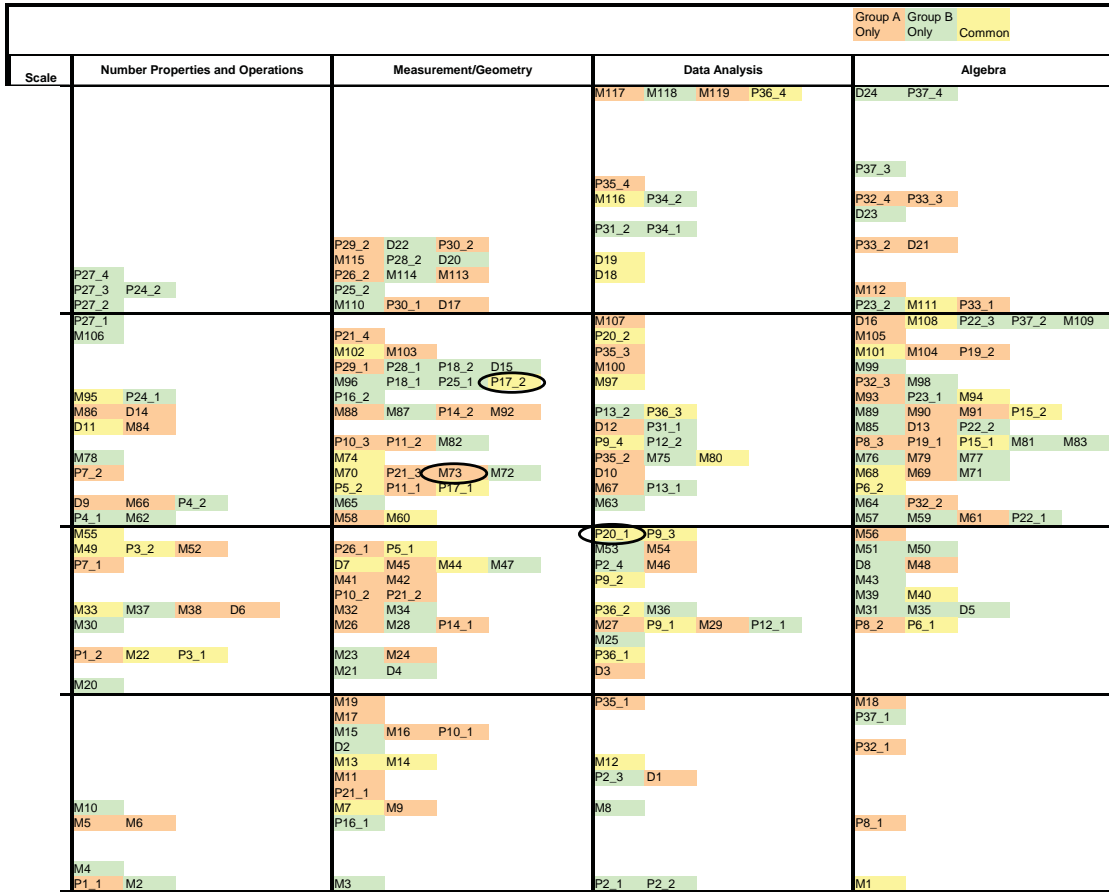 Group A Group B
Only Only Common
Scale Number Properties and Operations Measurement/Geometry Data Analysis Algebra
M117 M118 M119 P36_4 D24 P37_4
P37_3
P35_4
M116 P34_2 P32_4 P33_3
D23
P31_2 P34_1
P29_2 D22 P30_2 P33_2 D21
M115 P28_2 D20 D19
P27_4 P26_2 M114 M113 D18
P27_3 P24_2 P25_2 M112
P27_2 M110 P30_1 D17 P23_2 M111 P33_1
P27_1 M107 D16 M108 P22_3 P37_2 M109
M106 P21_4 P20_2 M105
M102 M103 P35_3 M101 M104 P19_2
P29_1 P28_1 P18_2 D15 M100 M99
M96 P18_1 P25_1 P17_2 M97 P32_3 M98
M95 P24_1 P16_2 M93 P23_1 M94
M86 D14 M88 M87 P14_2 M92 P13_2 P36_3 M89 M90 M91 P15_2
D11 M84 D12 P31_1 M85 D13 P22_2
P10_3 P11_2 M82 P9_4 P12_2 P8_3 P19_1 P15_1 M81 M83
M78 M74 P35_2 M75 M80 M76 M79 M77
P7_2 M70 P21_3 M73 M72 D10 M68 M69 M71
P5_2 P11_1 P17_1 M67 P13_1 P6_2
D9 M66 P4_2 M65 M63 M64 P32_2
P4_1 M62 M58 M60 M57 M59 M61 P22_1
M55 P20_1 P9_3 M56
M49 P3_2 M52 P26_1 P5_1 M53 M54 M51 M50
P7_1 D7 M45 M44 M47 P2_4 M46 D8 M48
M41 M42 P9_2 M43
P10_2 P21_2 M39 M40
M33 M37 M38 D6 M32 M34 P36_2 M36 M31 M35 D5
M30 M26 M28 P14_1 M27 P9_1 M29 P12_1 P8_2 P6_1
M25
P1_2 M22 P3_1 M23 M24 P36_1
M21 D4 D3
M20
M19 P35_1 M18
M17 P37_1
M15 M16 P10_1
D2 P32_1
M13 M14 M12
M11 P2_3 D1
P21_1
M10 M7 M9 M8
M5 M6 P16_1 P8_1
M4
P1_1 M2 M3 P2_1 P2_2 M1